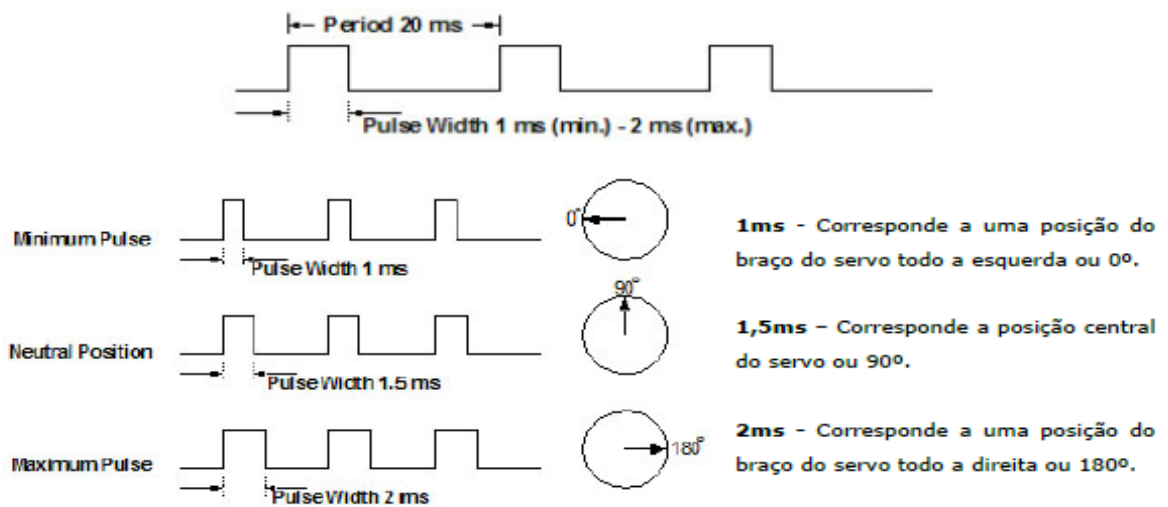 Period 20 ms
Pulse Width 1 ms (min.) - 2 ms (max.)
Minimum Pulse
Pulse Width 1 ms
0°
1ms - Corresponde a uma posição do
braço do servo todo a esquerda ou 0º.
Neutral Position
Pulse Width 1.5 ms
90°
1,5ms – Corresponde a posição central
do servo ou 90º.
Maximum Pulse
Pulse Width 2 ms
180°
2ms - Corresponde a uma posição do
braço do servo todo a direita ou 180º.